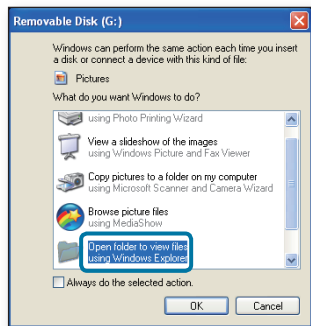 Removable Disk (G:)
Windows can perform the same action each time you insert
a disk or connect a device with this kind of file:
Pictures
What do you want Windows to do?
using Photo Printing Wizard
View a slideshow of the images
using Windows Picture and Fax Viewer
Copy pictures to a folder on my computer
using Microsoft Scanner and Camera Wizard
Browse picture files
using MediaShow
Open folder to view files
using Windows Explorer
Always do the selected action.
OK
Cancel